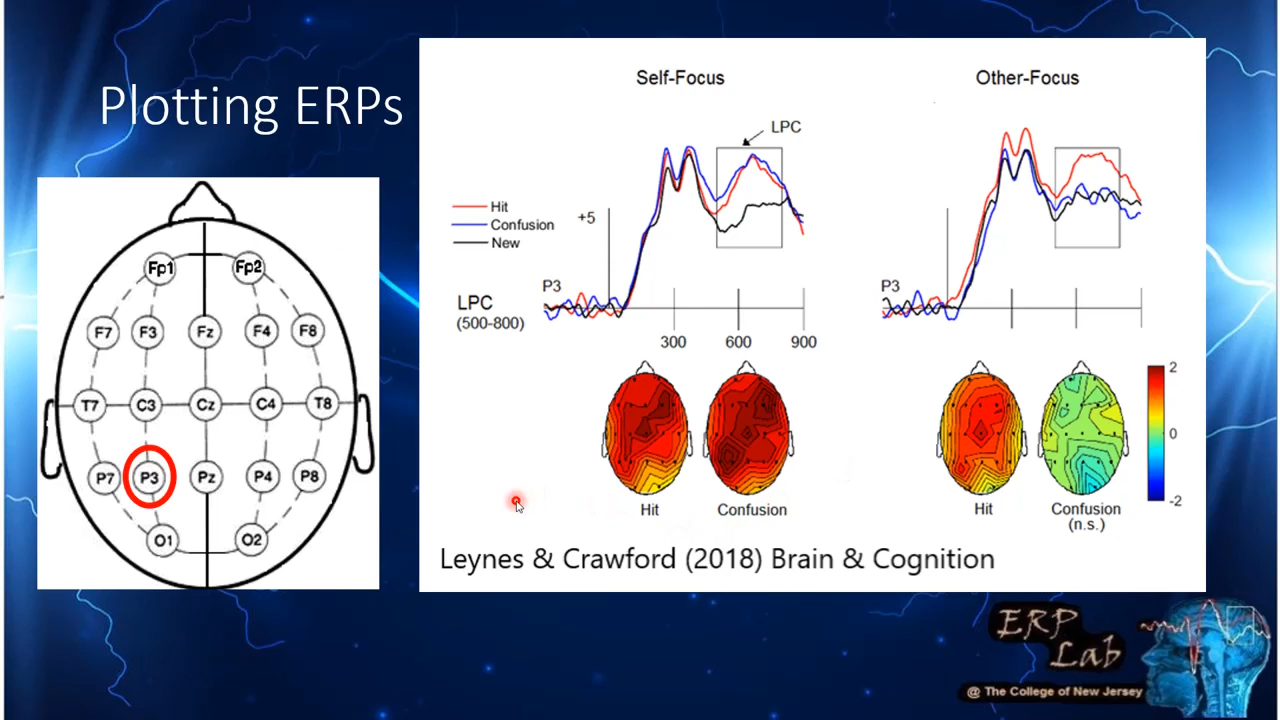 Plotting ERPs
Fp1 Fp2
F7 F3 Fz F4 F8
T7 C3 Cz C4 T8
P7 P3 Pz P4 P8
O1 O2
Self-Focus
Other-Focus
LPC
Hit
Confusion
New
+5
P3
P3
LPC
(500-800)
300 600 900
Hit
Confusion
Hit
Confusion
(n.s.)
2
0
-2
Leynes & Crawford (2018) Brain & Cognition
ERP
Lab
@ The College of New Jersey